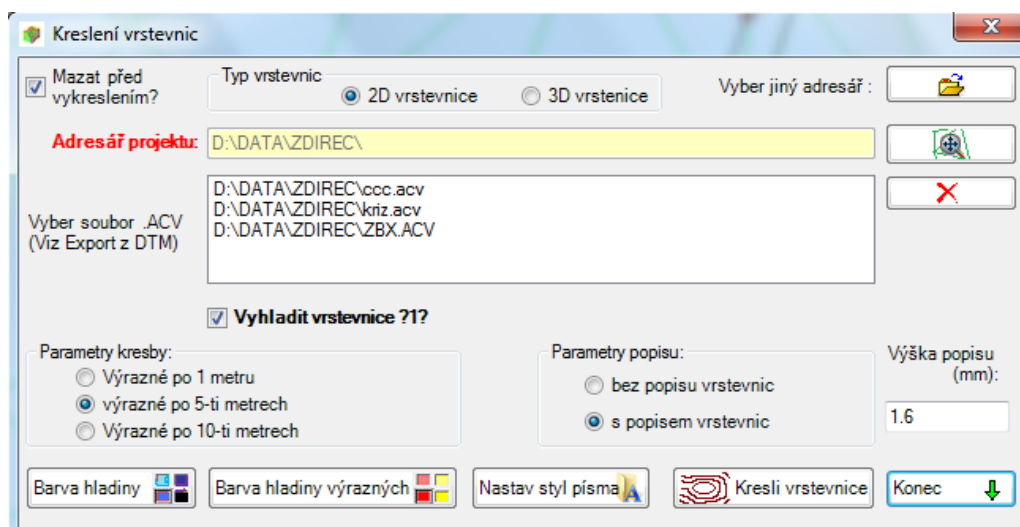 Kreslení vrstevnic
Mazat před
vykreslením?
Typ vrstevnic
2D vrstevnice
3D vrstenice
Vyber jiný adresář :
Adresář projektu:
D:\DATA\ZDIREC\
Vyber soubor .ACV
(Viz Export z DTM)
D:\DATA\ZDIREC\ccc.acv
D:\DATA\ZDIREC\kriz.acv
D:\DATA\ZDIREC\ZBX.ACV
Vyhladit vrstevnice ?1?
Parametry kresby:
Výrazné po 1 metru
výrazné po 5-ti metrech
Výrazné po 10-ti metrech
Parametry popisu:
bez popisu vrstevnic
s popisem vrstevnic
Výška popisu
(mm):
1.6
Barva hladiny
Barva hladiny výrazných
Nastav styl písma
Kresli vrstevnice
Konec